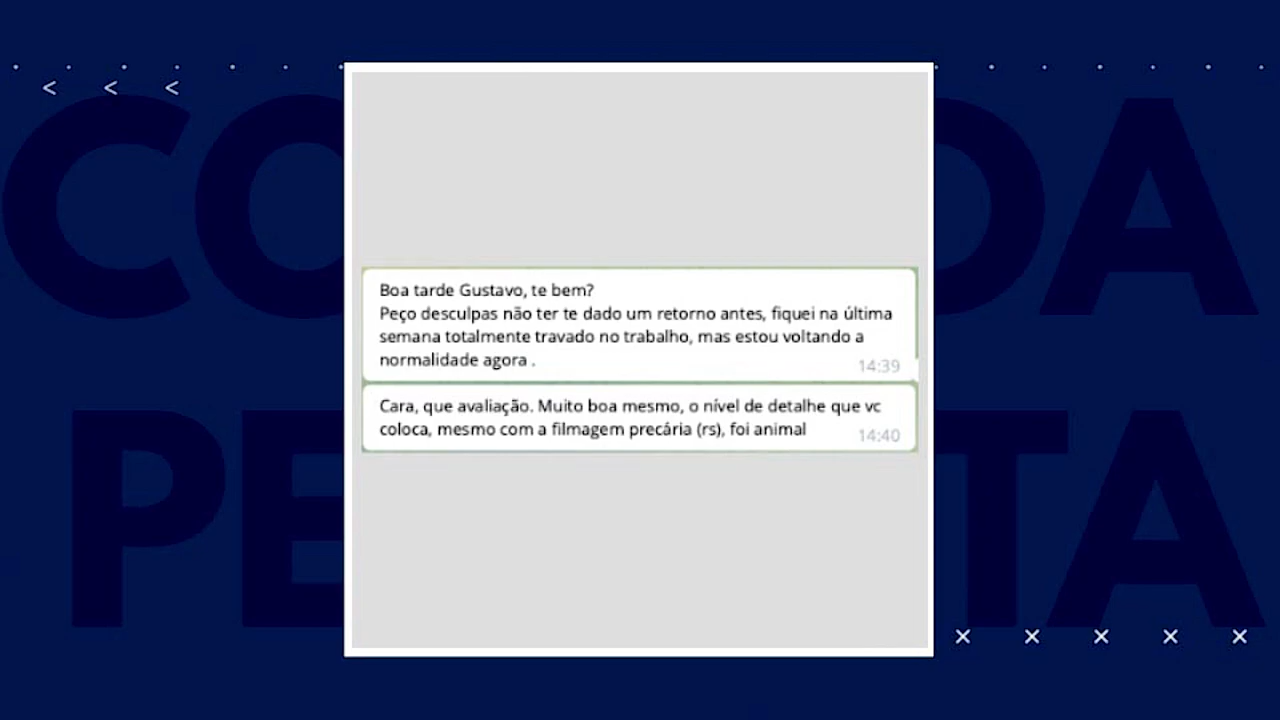 Boa tarde Gustavo, te bem?
Peço desculpas não ter te dado um retorno antes, fiquei na última
semana totalmente travado no trabalho, mas estou voltando a
normalidade agora .
14:39
Cara, que avaliação. Muito boa mesmo, o nível de detalhe que vc
coloca, mesmo com a filmagem precária (rs), foi animal
14:40